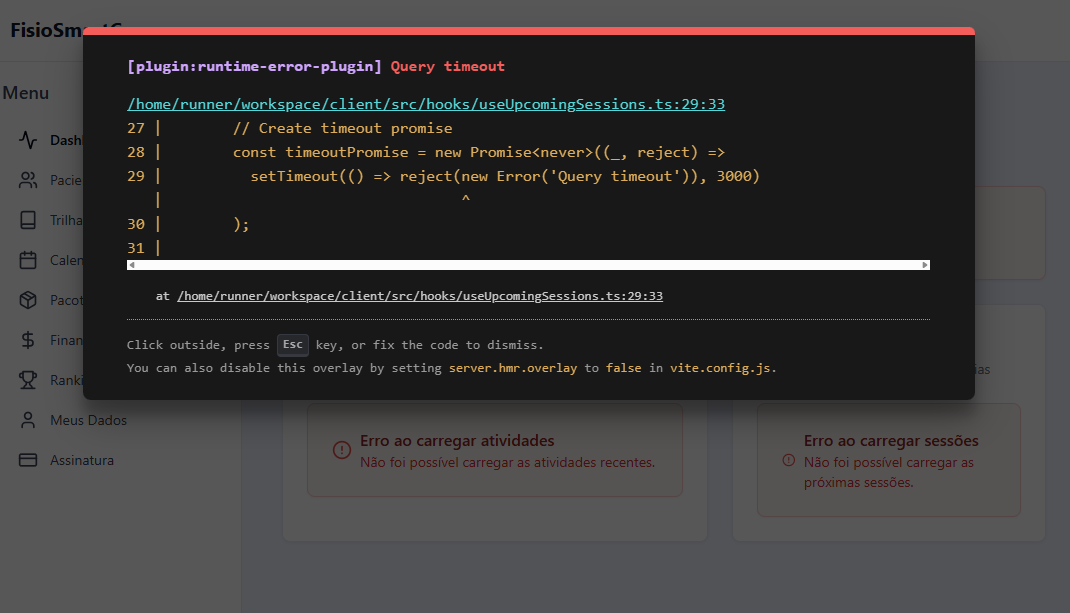 FisioSm
[plugin:runtime-error-plugin] Query timeout
/home/runner/workspace/client/src/hooks/useUpcomingSessions.ts:29:33
27 |        // Create timeout promise
28 |        const timeoutPromise = new Promise<never>((_, reject) =>
29 |          setTimeout(() => reject(new Error('Query timeout')), 3000)
   |                                  ^
30 |        );
31 |
at /home/runner/workspace/client/src/hooks/useUpcomingSessions.ts:29:33
Click outside, press Esc key, or fix the code to dismiss.
You can also disable this overlay by setting server.hmr.overlay to false in vite.config.js.
Menu
Dash
Pacie
Trilha
Calen
Pacot
Finan
Ranki
Meus Dados
Assinatura
Erro ao carregar atividades
Não foi possível carregar as atividades recentes.
Erro ao carregar sessões
Não foi possível carregar as
próximas sessões.